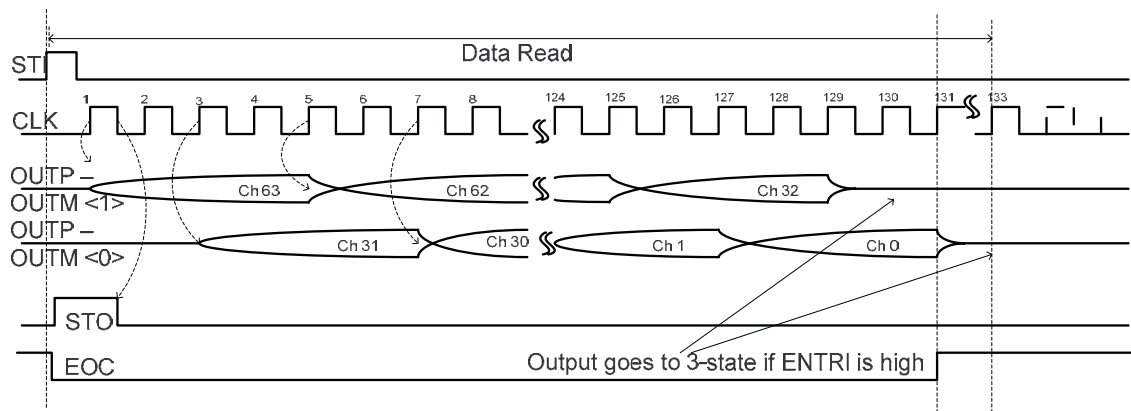 Data Read
STI
1 2 3 4 5 6 7 8 124 125 126 127 128 129 130 131 133
CLK
OUTP –
Ch 63 Ch 62 Ch 32
OUTM <1>
OUTP –
Ch 31 Ch 30 Ch 1 Ch 0
OUTM <0>
STO
Output goes to 3-state if ENTRI is high
EOC